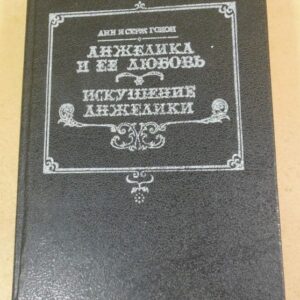 АНН И СЕРЖ ГОЛОН
АНЖЕЛИКА
И ЕЕ ЛЮБОВЬ
ИСКУШЕНИЕ
АНЖЕЛИКИ